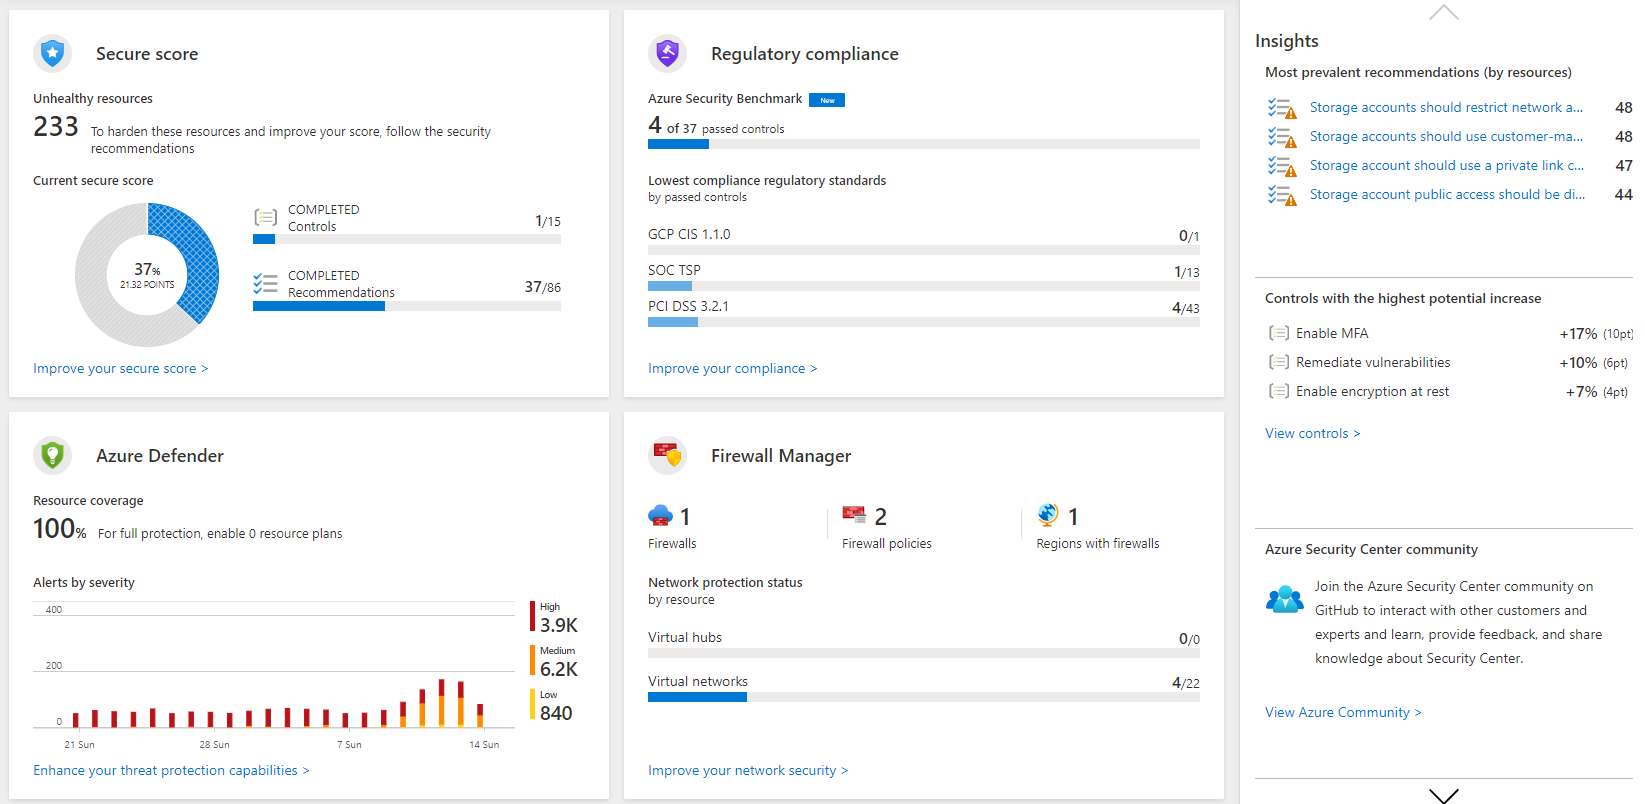 Secure score
Unhealthy resources
233 To harden these resources and improve your score, follow the security
recommendations
Current secure score
37%
21.32 POINTS
COMPLETED
Controls 1/15
COMPLETED
Recommendations 37/86
Improve your secure score >
Regulatory compliance
Azure Security Benchmark New
4 of 37 passed controls
Lowest compliance regulatory standards
by passed controls
GCP CIS 1.1.0 0/1
SOC TSP 1/13
PCI DSS 3.2.1 4/43
Improve your compliance >
Azure Defender
Resource coverage
100% For full protection, enable 0 resource plans
Alerts by severity
400
200
0
21 Sun 28 Sun 7 Sun 14 Sun
High
3.9K
Medium
6.2K
Low
840
Enhance your threat protection capabilities >
Firewall Manager
1 2 1
Firewalls Firewall policies Regions with firewalls
Network protection status
by resource
Virtual hubs 0/0
Virtual networks 4/22
Improve your network security >
Insights
Most prevalent recommendations (by resources)
Storage accounts should restrict network a... 48
Storage accounts should use customer-ma... 48
Storage account should use a private link c... 47
Storage account public access should be di... 44
Controls with the highest potential increase
Enable MFA +17% (10pt)
Remediate vulnerabilities +10% (6pt)
Enable encryption at rest +7% (4pt)
View controls >
Azure Security Center community
Join the Azure Security Center community on
GitHub to interact with other customers and
experts and learn, provide feedback, and share
knowledge about Security Center.
View Azure Community >